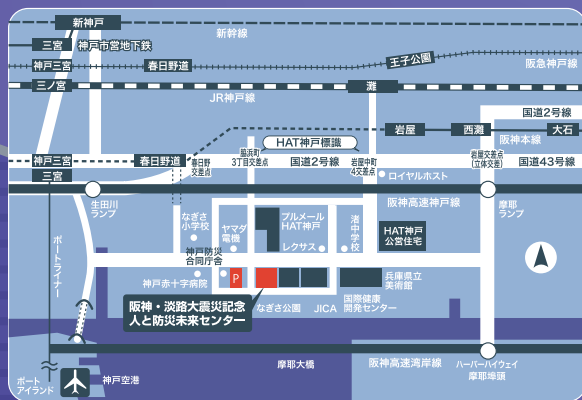 新神戸
三宮
神戸市営地下鉄
新幹線
神戸三宮
春日野道
王子公園
阪急神戸線
三ノ宮
灘
JR神戸線
国道2号線
岩屋
西灘
大石
阪神本線
HAT神戸標識
神戸三宮
春日野道
春日野
交差点
脇浜町
3丁目交差点
国道2号線
岩屋中町
4交差点
岩屋交差点
(立体交差)
国道43号線
三宮
ロイヤルホスト
生田川
ランプ
阪神高速神戸線
摩耶
ランプ
なぎさ
小学校
ヤマダ
電機
ブルメール
HAT神戸
レクサス
渚中学校
HAT神戸
公営住宅
ポートライナー
神戸防災
合同庁舎
神戸赤十字病院
P
兵庫県立
美術館
阪神・淡路大震災記念
人と防災未来センター
なぎさ公園
JICA
国際健康
開発センター
摩耶大橋
阪神高速湾岸線
ハーバーハイウェイ
摩耶埠頭
ポート
アイランド
神戸空港